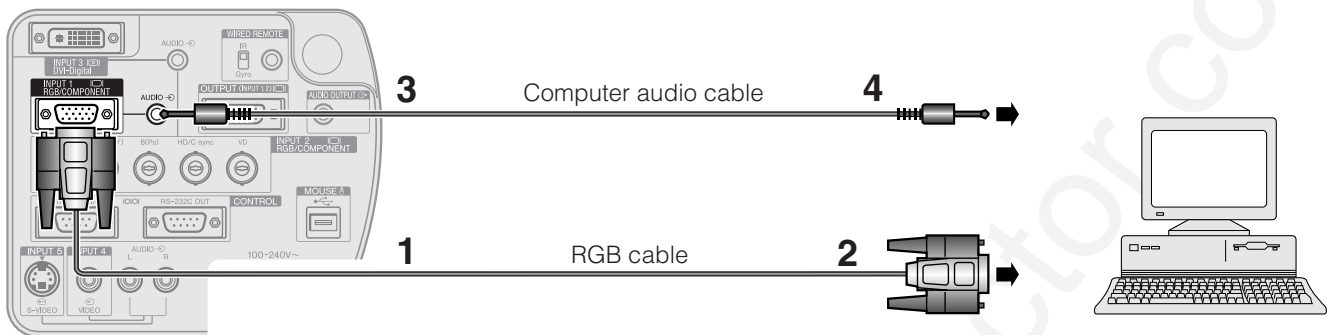 AUDIO
WIRED REMOTE
IR
Gyro
INPUT 3
DVI-Digital
INPUT 1
RGB/COMPONENT
AUDIO
OUTPUT (INPUT 1 2)
AUDIO OUTPUT
3
Computer audio cable
4
B(PB)
HD/C sync
VD
INPUT 2
RGB/COMPONENT
MOUSE
IOIOI
RS-232C OUT
CONTROL
INPUT 5
INPUT 4
AUDIO
L
R
100-240V~
S-VIDEO
VIDEO
1
RGB cable
2